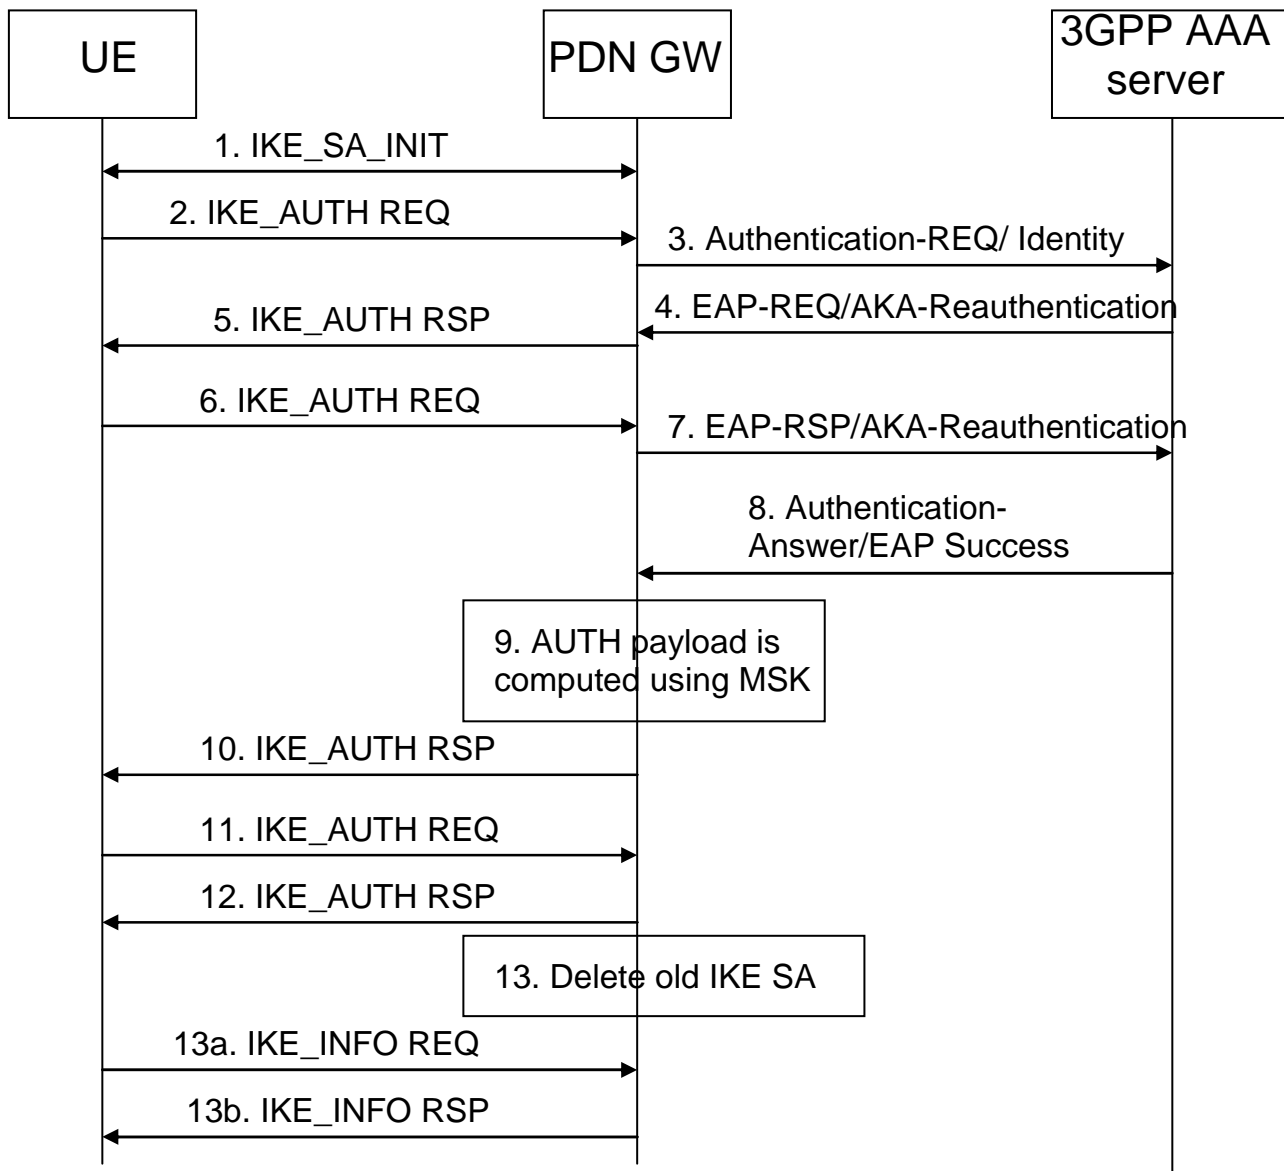 UE
PDN GW
3GPP AAA
server
1. IKE_SA_INIT
2. IKE_AUTH REQ
3. Authentication-REQ/ Identity
4. EAP-REQ/AKA-Reauthentication
5. IKE_AUTH RSP
6. IKE_AUTH REQ
7. EAP-RSP/AKA-Reauthentication
8. Authentication-
Answer/EAP Success
9. AUTH payload is
computed using MSK
10. IKE_AUTH RSP
11. IKE_AUTH REQ
12. IKE_AUTH RSP
13. Delete old IKE SA
13a. IKE_INFO REQ
13b. IKE_INFO RSP